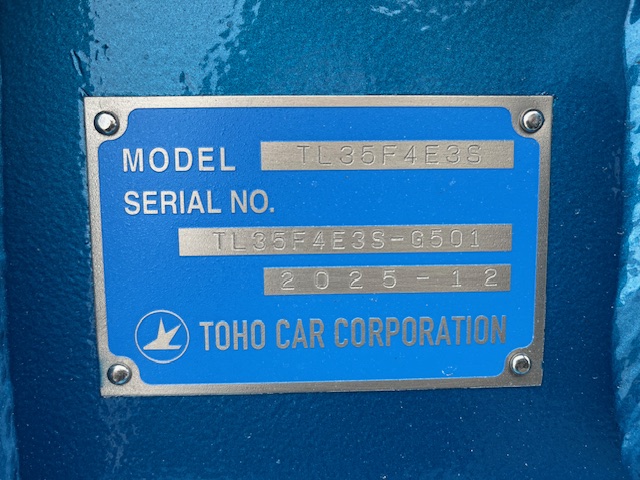 MODEL TL35F4E3S
SERIAL NO.
TL35F4E3S-G501
2025-12
TOHO CAR CORPORATION